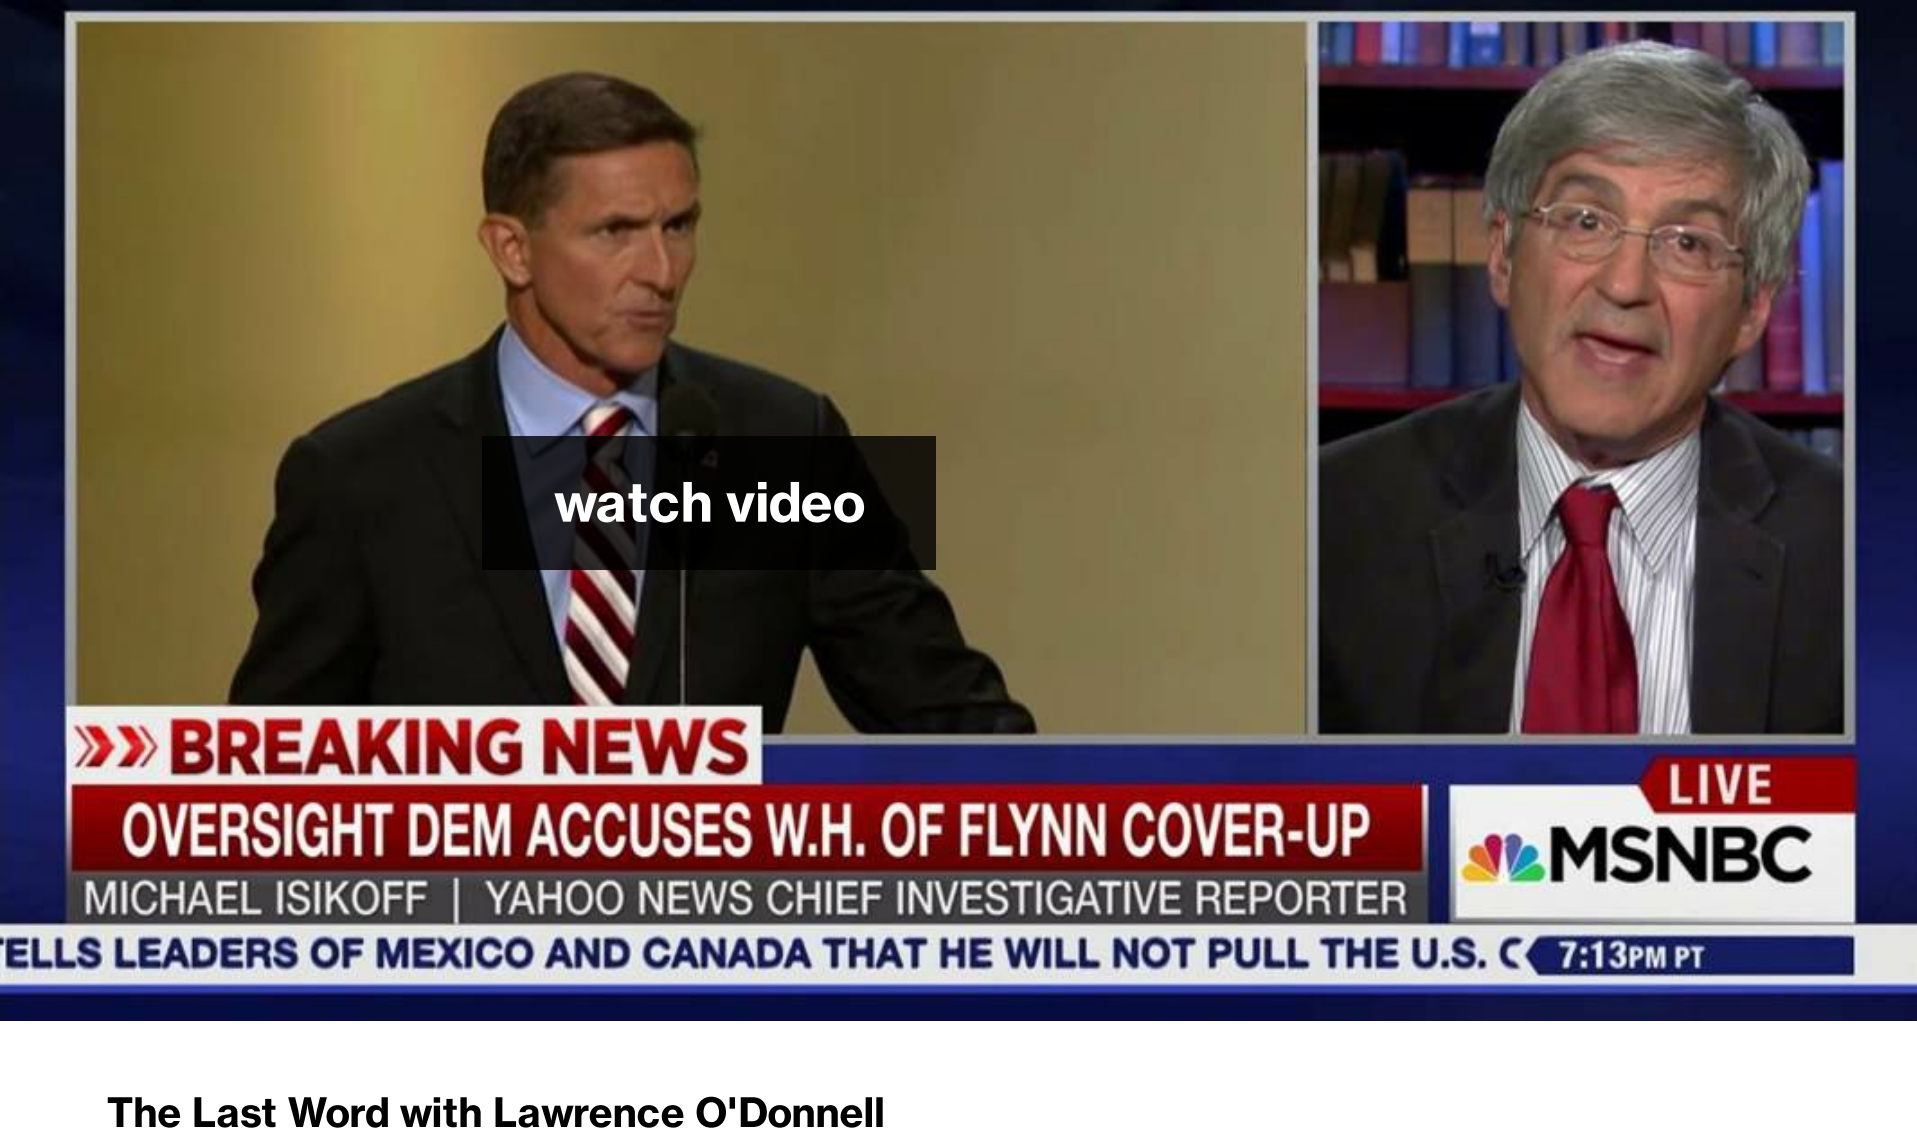 watch video
BREAKING NEWS
OVERSIGHT DEM ACCUSES W.H. OF FLYNN COVER-UP
MICHAEL ISIKOFF | YAHOO NEWS CHIEF INVESTIGATIVE REPORTER
LIVE
MSNBC
LEADERS OF MEXICO AND CANADA THAT HE WILL NOT PULL THE U.S.
7:13PM PT
The Last Word with Lawrence O'Donnell